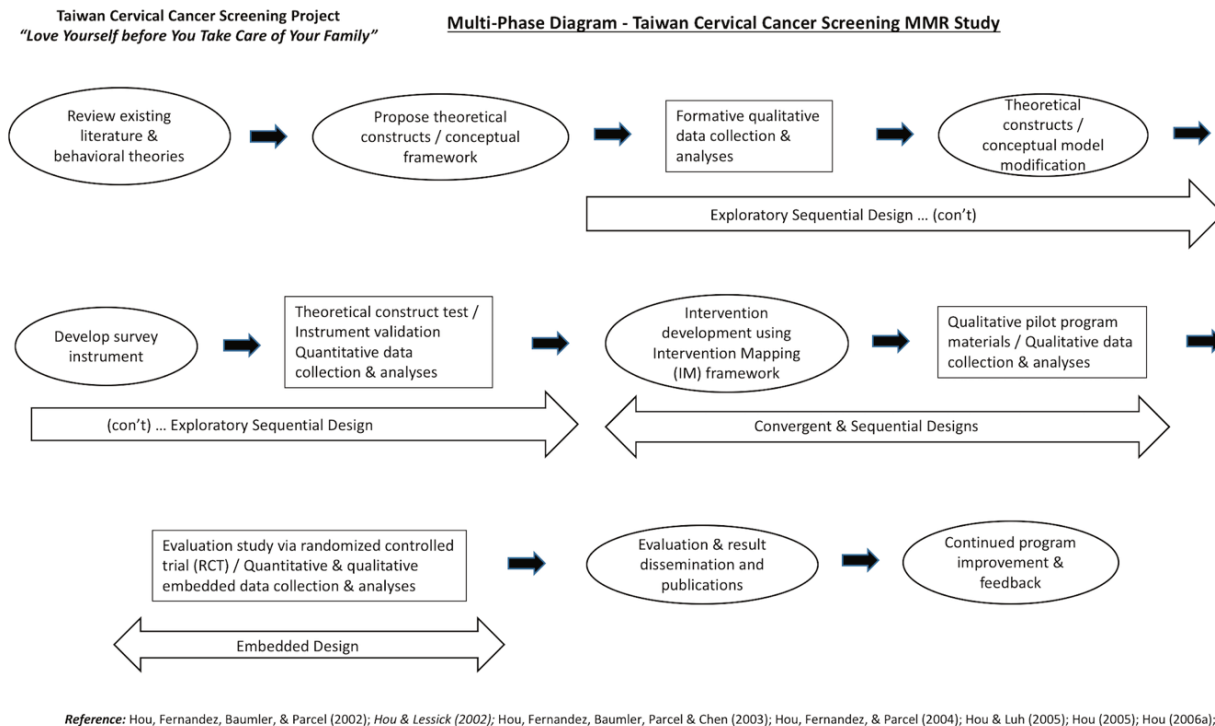 Taiwan Cervical Cancer Screening Project
“Love Yourself before You Take Care of Your Family”
Multi-Phase Diagram - Taiwan Cervical Cancer Screening MMR Study
Review existing
literature &
behavioral theories
Propose theoretical
constructs / conceptual
framework
Formative qualitative
data collection &
analyses
Theoretical
constructs /
conceptual model
modification
Exploratory Sequential Design ... (con’t)
Develop survey
instrument
Theoretical construct test /
Instrument validation
Quantitative data
collection & analyses
Intervention
development using
Intervention Mapping
(IM) framework
Qualitative pilot program
materials / Qualitative data
collection & analyses
(con’t) ... Exploratory Sequential Design
Convergent & Sequential Designs
Evaluation study via randomized controlled
trial (RCT) / Quantitative & qualitative
embedded data collection & analyses
Evaluation & result
dissemination and
publications
Continued program
improvement &
feedback
Embedded Design
Reference: Hou, Fernandez, Baumler, & Parcel (2002); Hou & Lessick (2002); Hou, Fernandez, Baumler, Parcel & Chen (2003); Hou, Fernandez, & Parcel (2004); Hou & Luh (2005); Hou (2005); Hou (2006a);